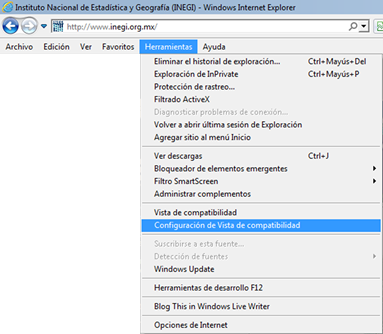 Instituto Nacional de Estadística y Geografía (INEGI) - Windows Internet Explorer
http://www.inegi.org.mx/
Archivo Edición Ver Favoritos Herramientas Ayuda
Eliminar el historial de exploración... Ctrl+Mayús+Del
Exploración de InPrivate Ctrl+Mayús+P
Protección de rastreo...
Filtrado ActiveX
Diagnosticar problemas de conexión...
Volver a abrir última sesión de Exploración
Agregar sitio al menú Inicio
Ver descargas Ctrl+J
Bloqueador de elementos emergentes
Filtro SmartScreen
Administrar complementos
Vista de compatibilidad
Configuración de Vista de compatibilidad
Suscribirse a esta fuente...
Detección de fuentes
Windows Update
Herramientas de desarrollo F12
Blog This in Windows Live Writer
Opciones de Internet